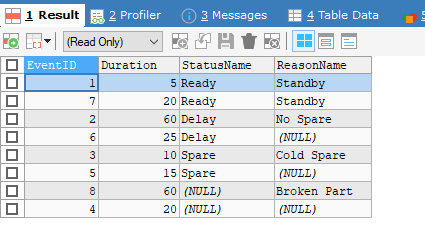 1 Result 2 Profiler 3 Messages 4 Table Data
(Read Only)
EventID Duration StatusName ReasonName
1 5 Ready Standby
7 20 Ready Standby
2 60 Delay No Spare
6 25 Delay (NULL)
3 10 Spare Cold Spare
5 15 Spare (NULL)
8 60 (NULL) Broken Part
4 20 (NULL) (NULL)